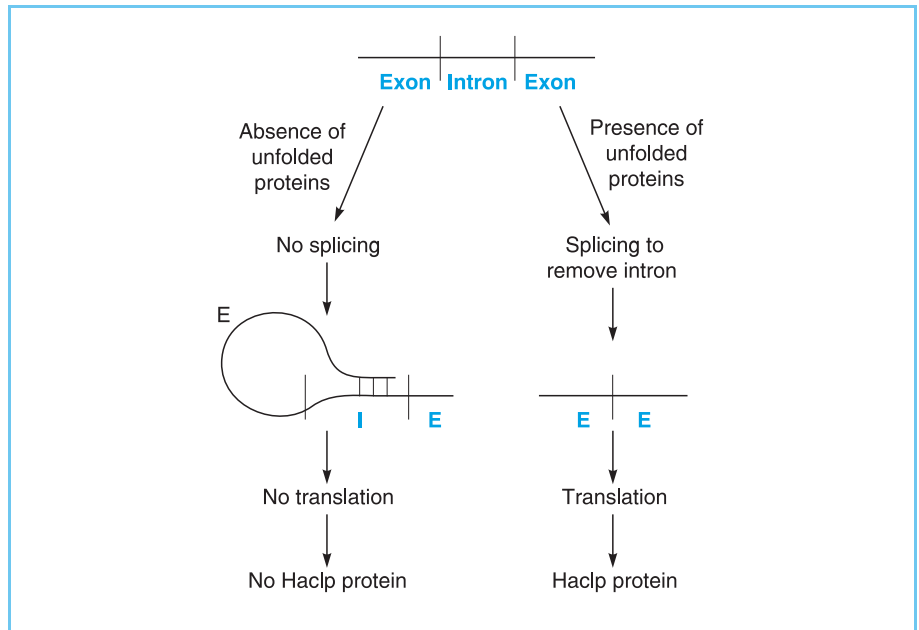 Exon Intron Exon
Absence of
unfolded
proteins
Presence of
unfolded
proteins
No splicing
Splicing to
remove intron
E
I E
E E
No translation
Translation
No Haclp protein
Haclp protein